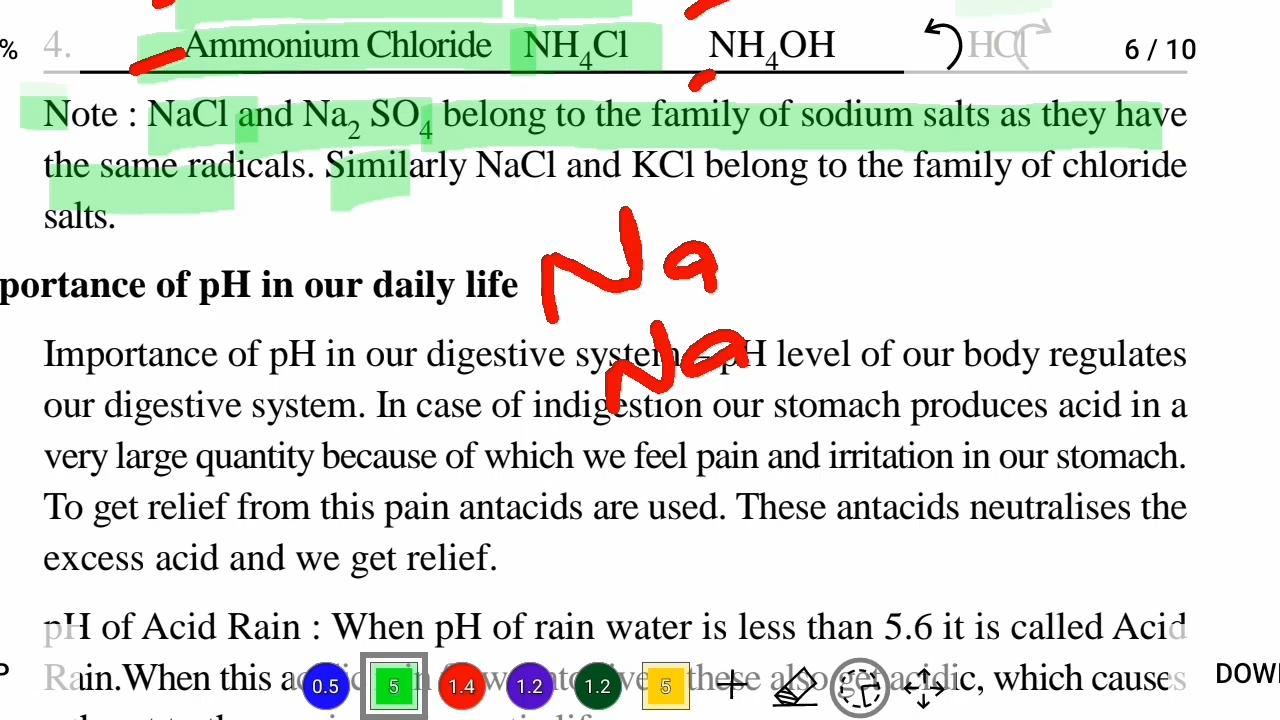 %
4. Ammonium Chloride NH4Cl NH4OH HCl 6 / 10
Note : NaCl and Na2 SO4 belong to the family of sodium salts as they have
the same radicals. Similarly NaCl and KCl belong to the family of chloride
salts.
Na
portance of pH in our daily life
Na
Importance of pH in our digestive system – pH level of our body regulates
our digestive system. In case of indigestion our stomach produces acid in a
very large quantity because of which we feel pain and irritation in our stomach.
To get relief from this pain antacids are used. These antacids neutralises the
excess acid and we get relief.
pH of Acid Rain : When pH of rain water is less than 5.6 it is called Acid
Rain.When this these also get acidic, which causes
0.5 5 1.4 1.2 1.2 5
DOWN